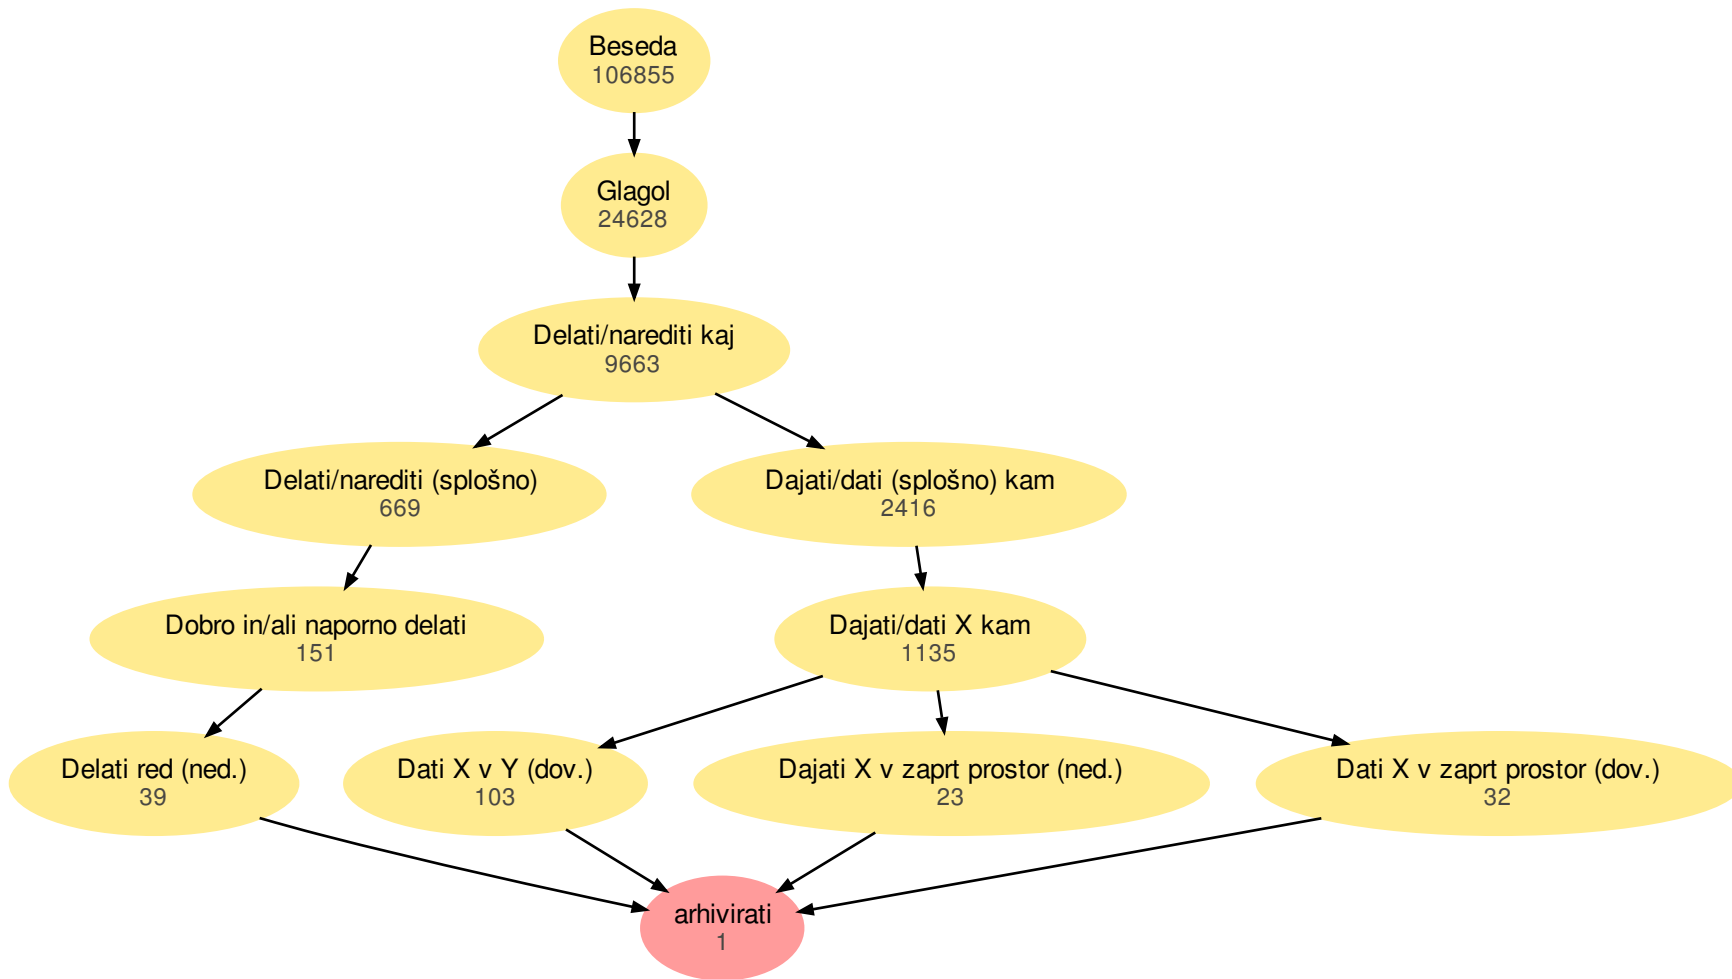 Beseda
106855
Glagol
24628
Delati/narediti kaj
9663
Delati/narediti (splošno)
669
Dajati/dati (splošno) kam
2416
Dobro in/ali naporno delati
151
Dajati/dati X kam
1135
Delati red (ned.)
39
Dati X v Y (dov.)
103
Dajati X v zaprt prostor (ned.)
23
Dati X v zaprt prostor (dov.)
32
arhivirati
1